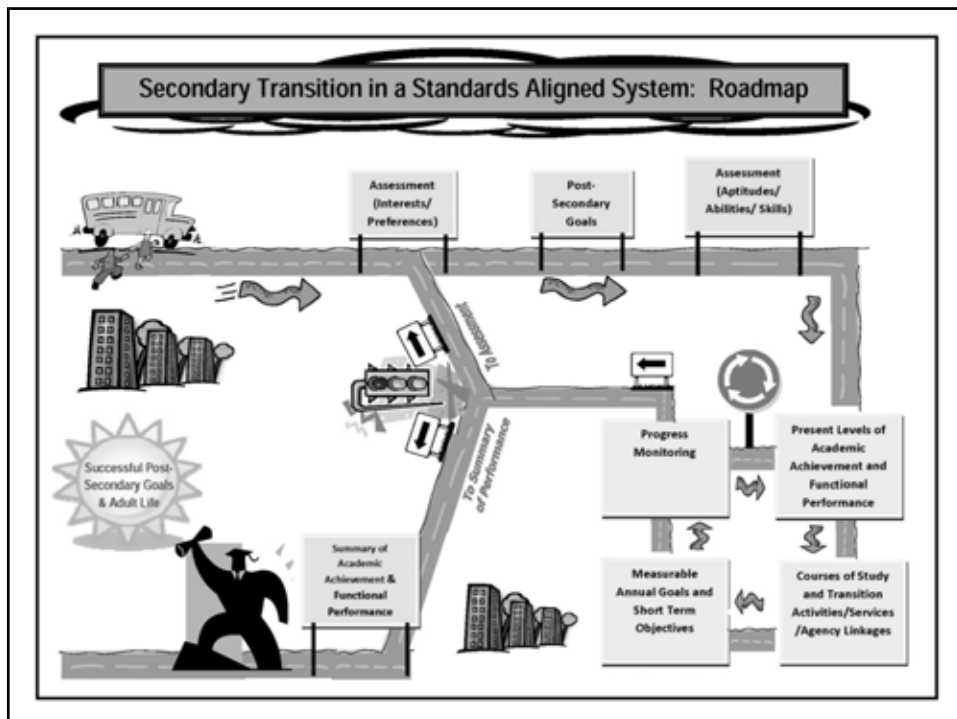 Secondary Transition in a Standards Aligned System: Roadmap
Assessment
(Interests/
Preferences)
Post-
Secondary
Goals
Assessment
(Aptitudes/
Abilities/ Skills)
To Assessment
To Summary
of Performance
Progress
Monitoring
Present Levels of
Academic
Achievement and
Functional
Performance
Successful Post-
Secondary Goals
& Adult Life
Summary of
Academic
Achievement &
Functional
Performance
Measurable
Annual Goals and
Short Term
Objectives
Courses of Study
and Transition
Activities/Services
/Agency Linkages